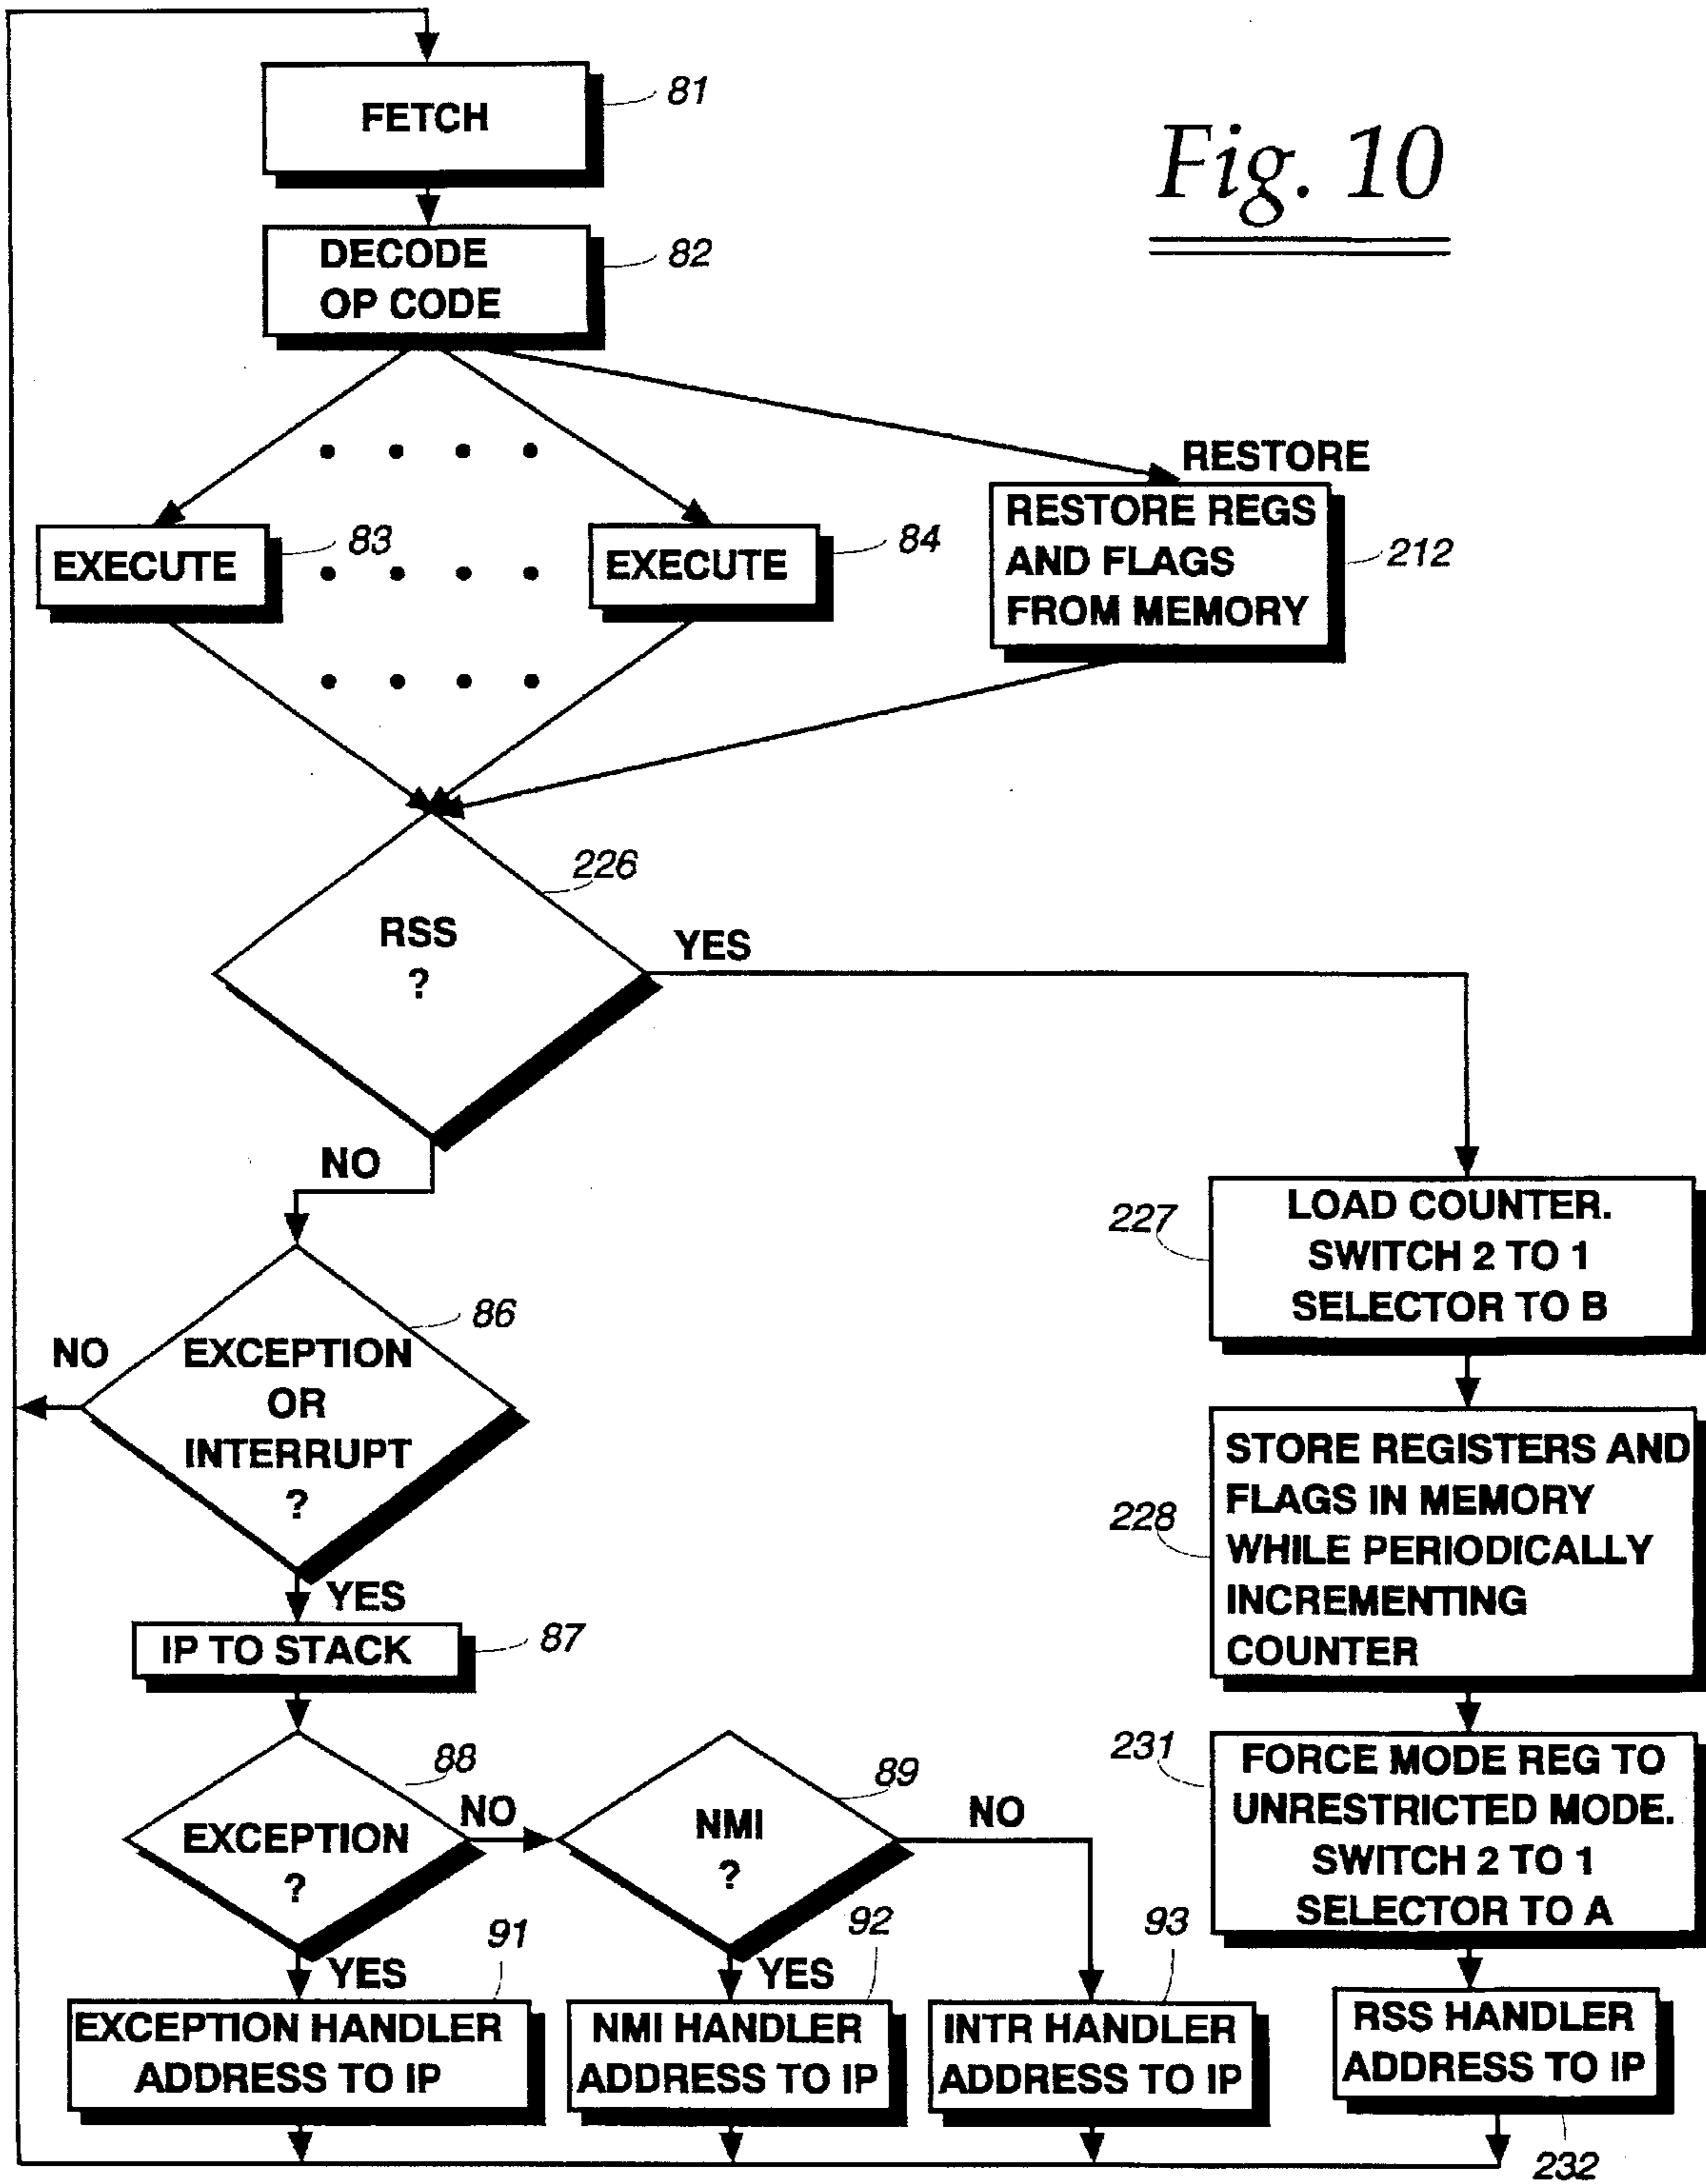 Fig. 10
FETCH
81
DECODE
OP CODE
82
EXECUTE
83
EXECUTE
84
RESTORE
RESTORE REGS
AND FLAGS
FROM MEMORY
212
RSS
?
226
YES
NO
EXCEPTION
OR
INTERRUPT
?
86
NO
YES
IP TO STACK
87
EXCEPTION
?
88
NO
YES
NMI
?
89
NO
YES
EXCEPTION HANDLER
ADDRESS TO IP
91
NMI HANDLER
ADDRESS TO IP
92
INTR HANDLER
ADDRESS TO IP
93
227
LOAD COUNTER.
SWITCH 2 TO 1
SELECTOR TO B
228
STORE REGISTERS AND
FLAGS IN MEMORY
WHILE PERIODICALLY
INCREMENTING
COUNTER
231
FORCE MODE REG TO
UNRESTRICTED MODE.
SWITCH 2 TO 1
SELECTOR TO A
RSS HANDLER
ADDRESS TO IP
232